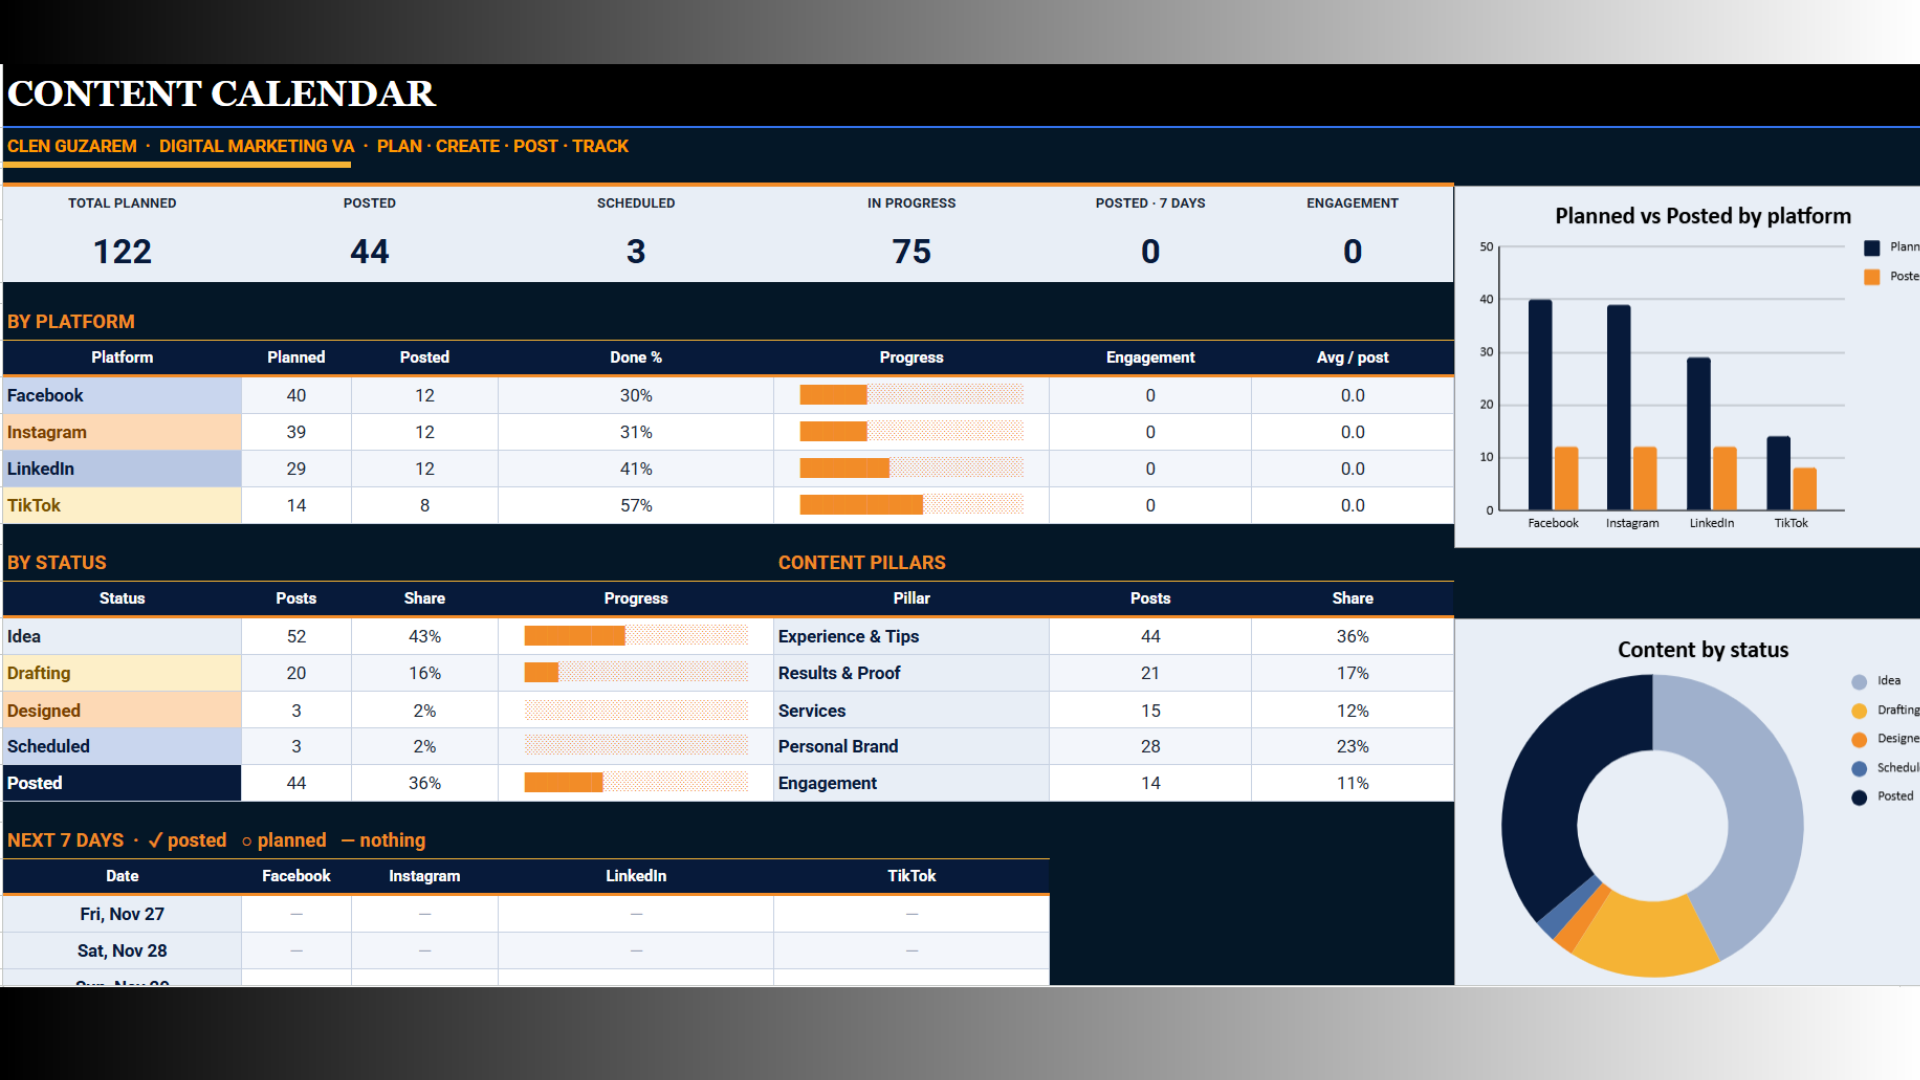 CONTENT CALENDAR
CLEN GUZAREM · DIGITAL MARKETING VA · PLAN · CREATE · POST · TRACK
TOTAL PLANNED POSTED SCHEDULED IN PROGRESS POSTED · 7 DAYS ENGAGEMENT
122 44 3 75 0 0
BY PLATFORM
Platform Planned Posted Done % Progress Engagement Avg / post
Facebook 40 12 30% 0 0.0
Instagram 39 12 31% 0 0.0
LinkedIn 29 12 41% 0 0.0
TikTok 14 8 57% 0 0.0
BY STATUS
Status Posts Share Progress
Idea 52 43%
Drafting 20 16%
Designed 3 2%
Scheduled 3 2%
Posted 44 36%
CONTENT PILLARS
Pillar Posts Share
Experience & Tips 44 36%
Results & Proof 21 17%
Services 15 12%
Personal Brand 28 23%
Engagement 14 11%
NEXT 7 DAYS · ✓ posted ○ planned — nothing
Date Facebook Instagram LinkedIn TikTok
Fri, Nov 27 — — — —
Sat, Nov 28 — — — —
Planned vs Posted by platform
50
40
30
20
10
0
Facebook Instagram LinkedIn TikTok
Plann
Poste
Content by status
Idea
Drafting
Designe
Schedul
Posted